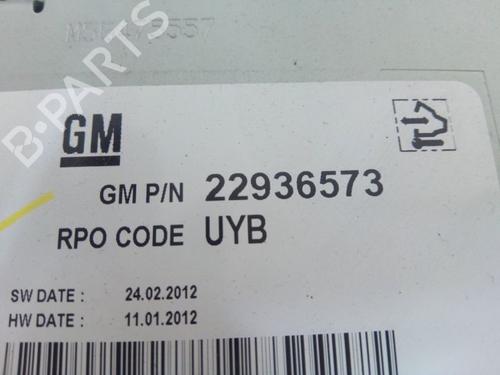 B-PARTS
GM
GM P/N 22936573
RPO CODE UYB
SW DATE : 24.02.2012
HW DATE : 11.01.2012